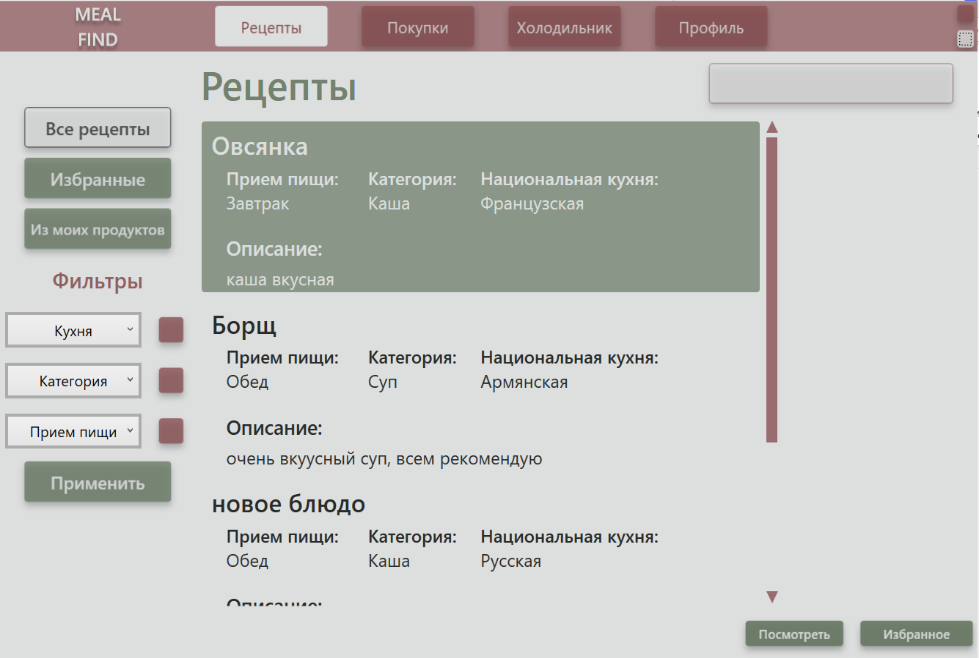 MEAL
FIND
Рецепты
Покупки
Холодильник
Профиль
Рецепты
Все рецепты
Избранные
Из моих продуктов
Фильтры
Кухня
Категория
Прием пищи
Применить
Овсянка
Прием пищи: Категория: Национальная кухня:
Завтрак Каша Французская
Описание:
каша вкусная
Борщ
Прием пищи: Категория: Национальная кухня:
Обед Суп Армянская
Описание:
очень вкуусный суп, всем рекомендую
новое блюдо
Прием пищи: Категория: Национальная кухня:
Обед Каша Русская
Описание:
Посмотреть
Избранное